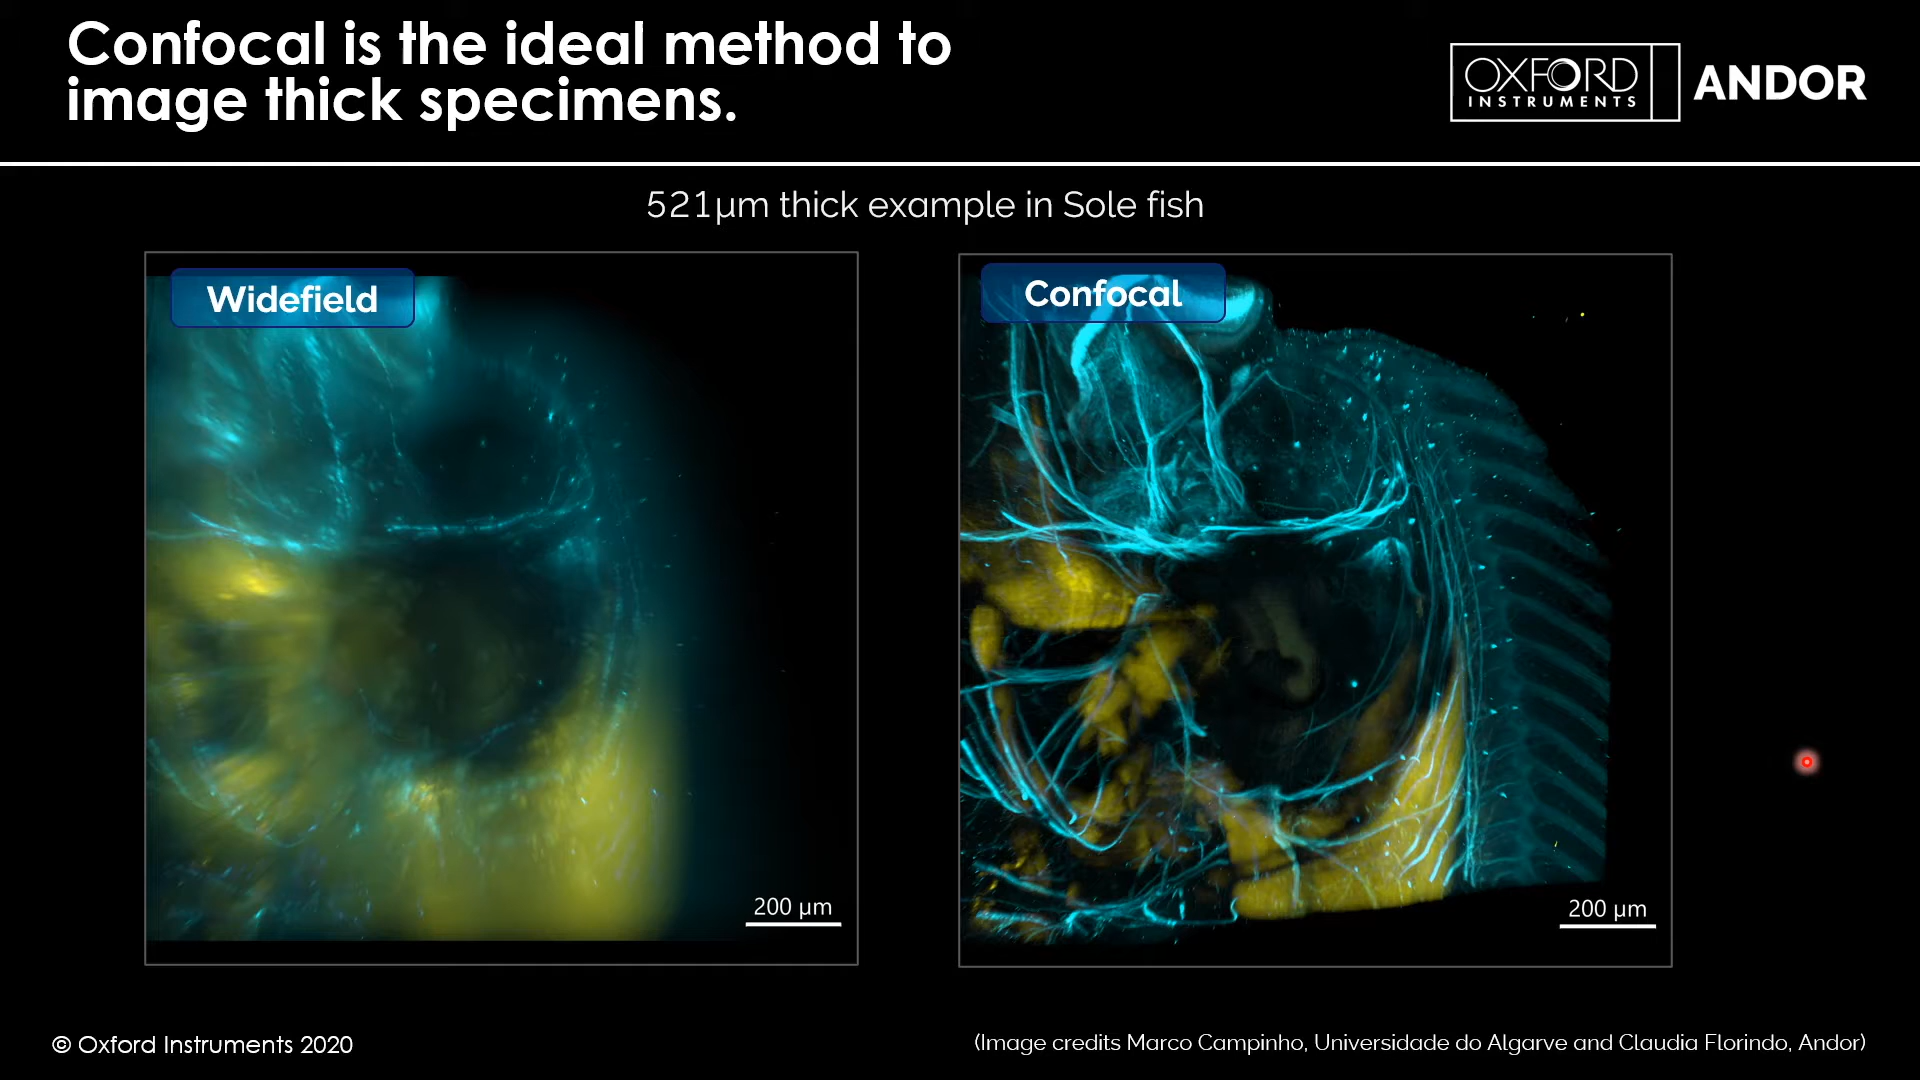 Confocal is the ideal method to
image thick specimens.
OXFORD
INSTRUMENTS
ANDOR
521µm thick example in Sole fish
Widefield
Confocal
200 µm
200 µm
© Oxford Instruments 2020
(Image credits Marco Campinho, Universidade do Algarve and Claudia Florindo, Andor)